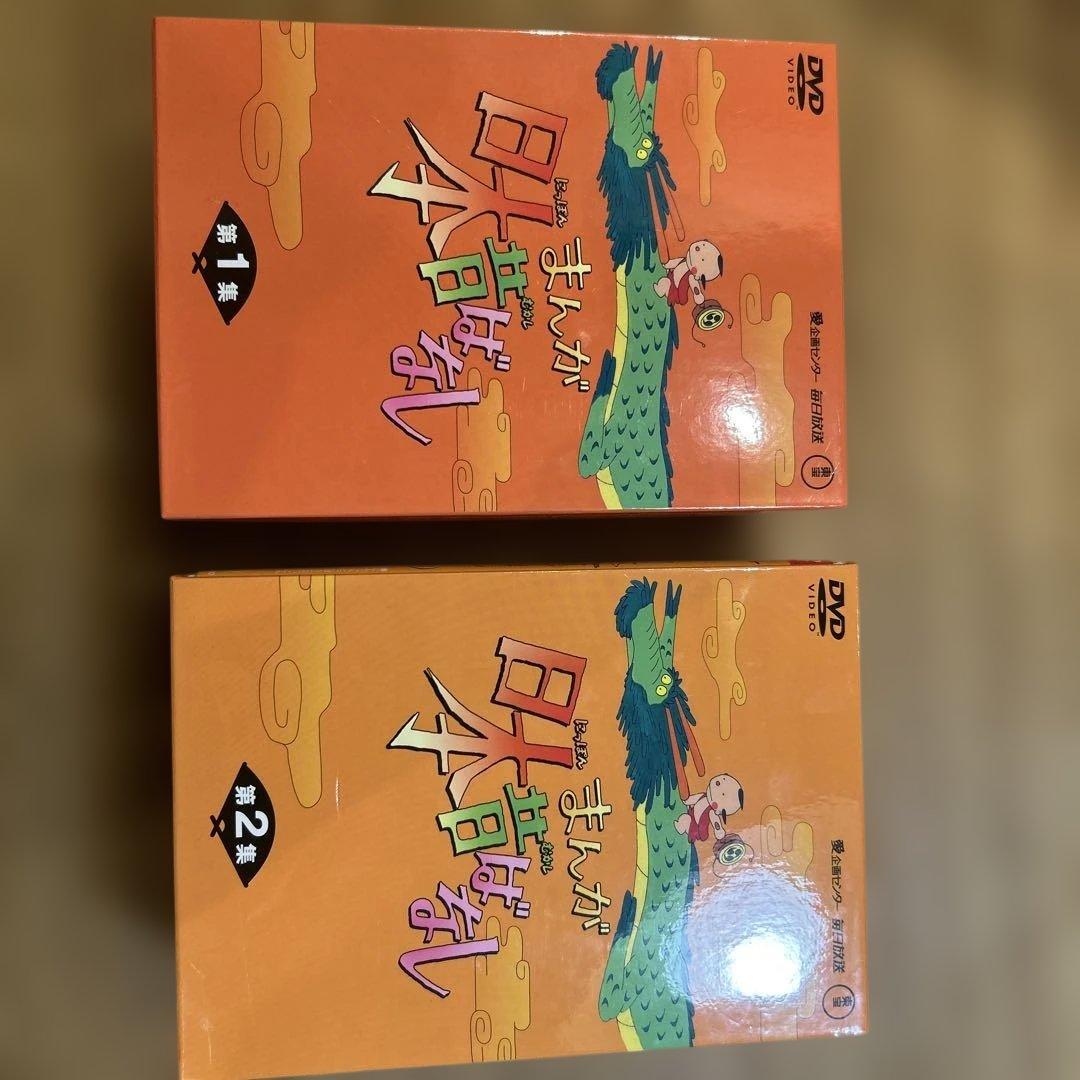 DVD
VIDEO
愛企画センター 毎日放送 東宝
まんが
にっぽん
日本
むかし
昔ばなし
第1集
DVD
VIDEO
愛企画センター 毎日放送 東宝
まんが
にっぽん
日本
むかし
昔ばなし
第2集